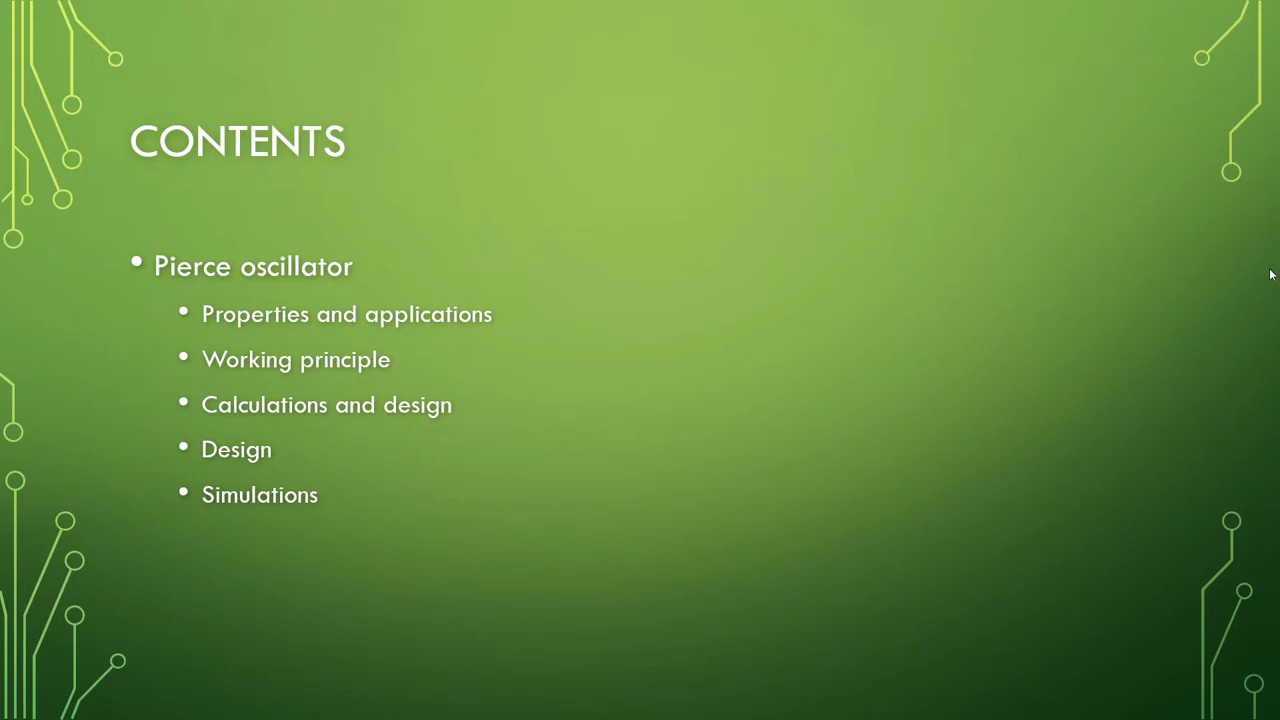 CONTENTS
• Pierce oscillator
• Properties and applications
• Working principle
• Calculations and design
• Design
• Simulations